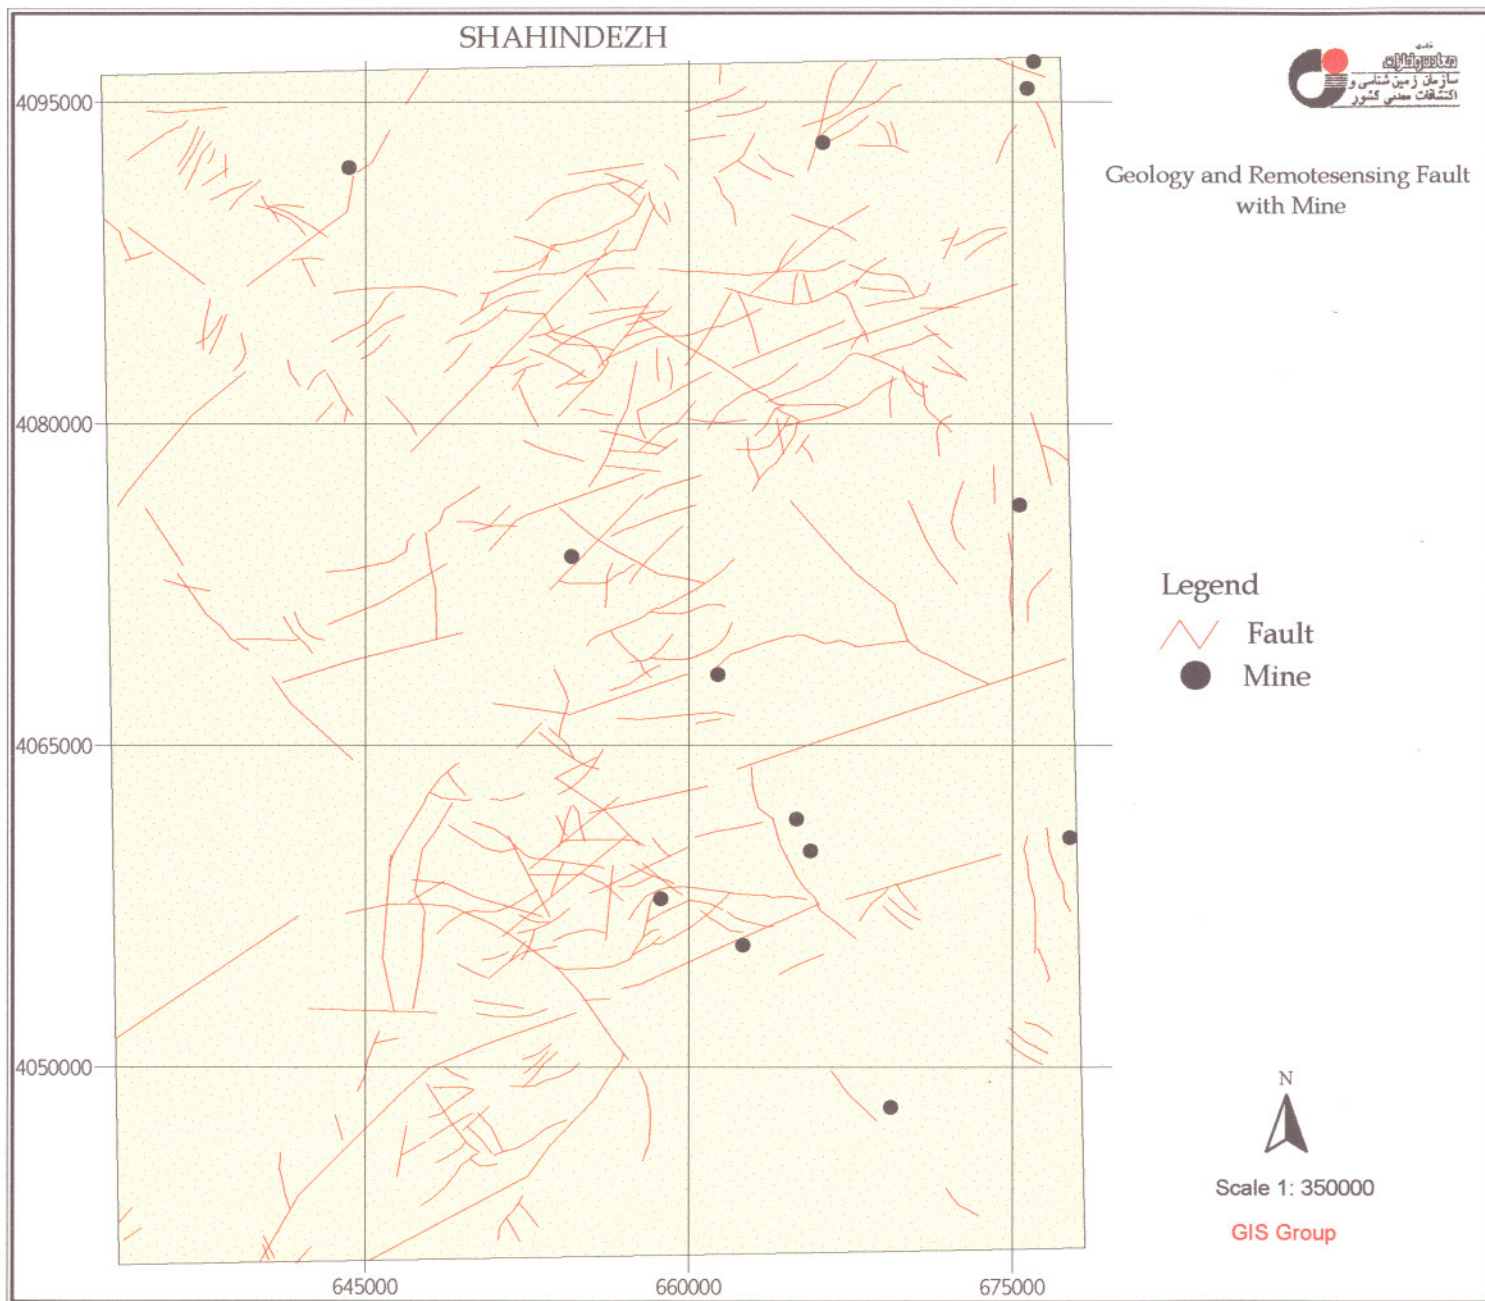 SHAHINDEZH
سازمان زمین شناسی و
اکتشافات معدنی کشور
Geology and Remotesensing Fault
with Mine
4095000
4080000
4065000
4050000
645000
660000
675000
Legend
Fault
Mine
N
Scale 1: 350000
GIS Group